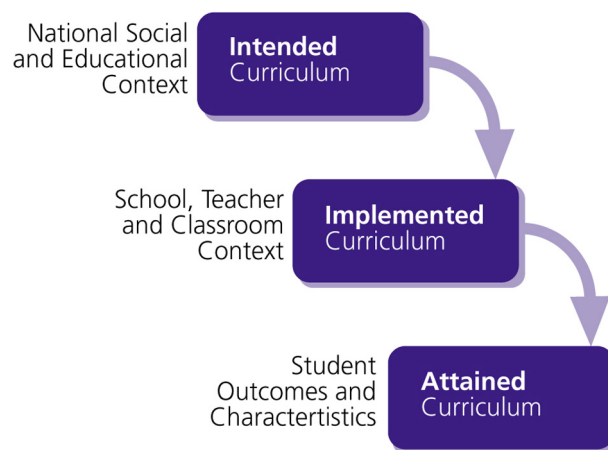 National Social
and Educational
Context
Intended
Curriculum
School, Teacher
and Classroom
Context
Implemented
Curriculum
Student
Outcomes and
Charactertistics
Attained
Curriculum